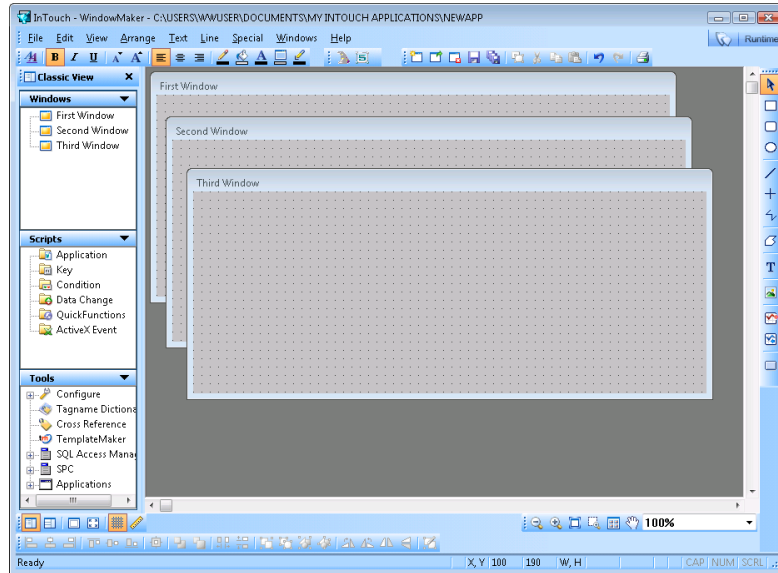 InTouch - WindowMaker - C:\USERS\WWUSER\DOCUMENTS\MY INTOUCH APPLICATIONS\NEWAPP
File Edit View Arrange Text Line Special Windows Help
Runtime
B I U A A A
Classic View
Windows
First Window
Second Window
Third Window
Scripts
Application
Key
Condition
Data Change
QuickFunctions
ActiveX Event
Tools
Configure
Tagname Dictiona
Cross Reference
TemplateMaker
SQL Access Mana
SPC
Applications
First Window
Second Window
Third Window
T
100%
Ready
X, Y 100 190 W, H
CAP NUM SCRL